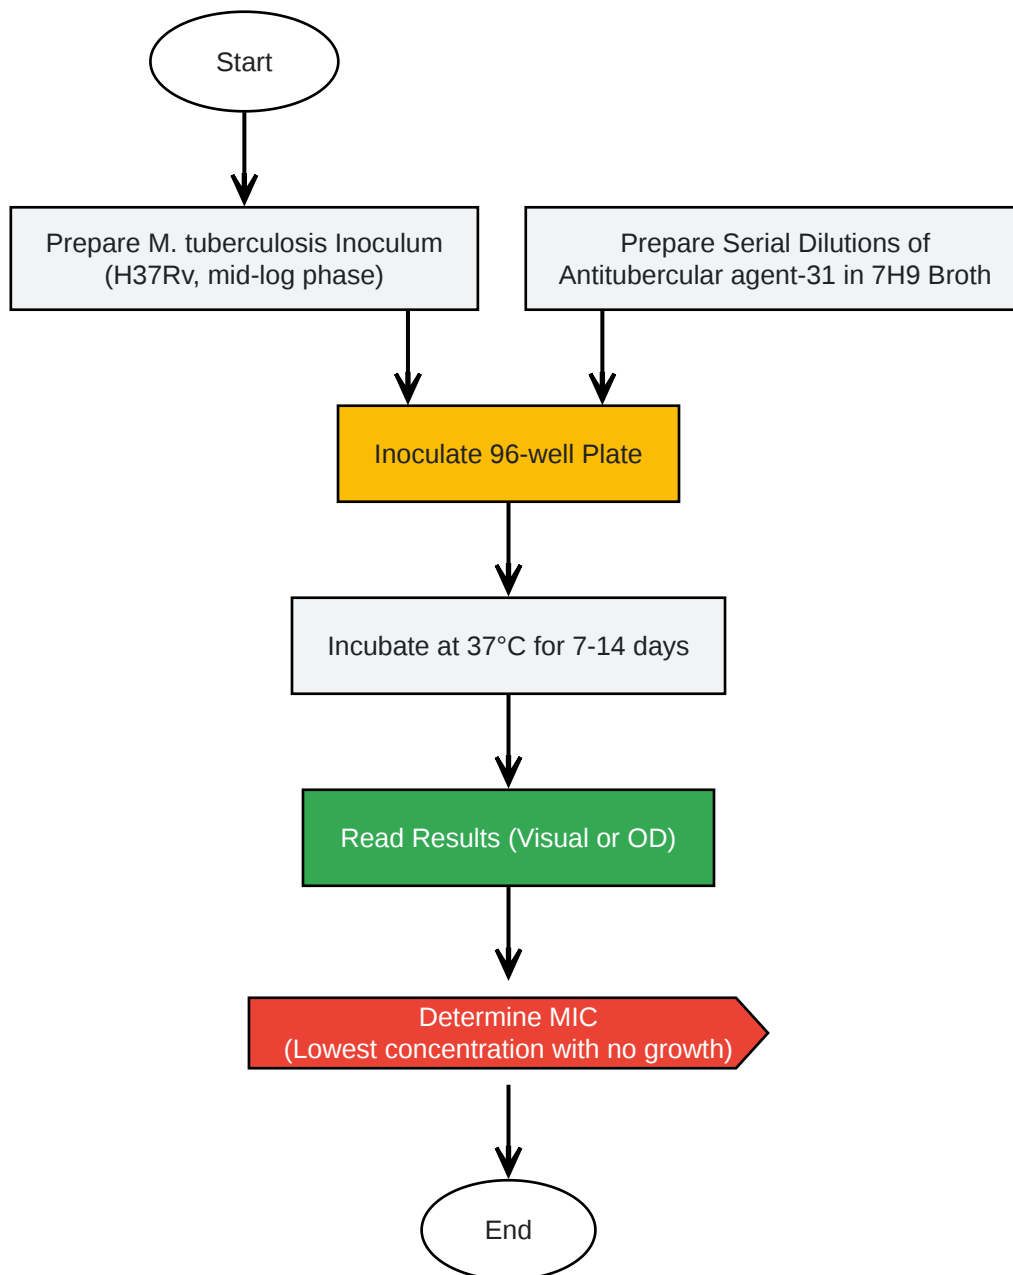 Start
Prepare M. tuberculosis Inoculum
(H37Rv, mid-log phase)
Prepare Serial Dilutions of
Antitubercular agent-31 in 7H9 Broth
Inoculate 96-well Plate
Incubate at 37°C for 7-14 days
Read Results (Visual or OD)
Determine MIC
(Lowest concentration with no growth)
End